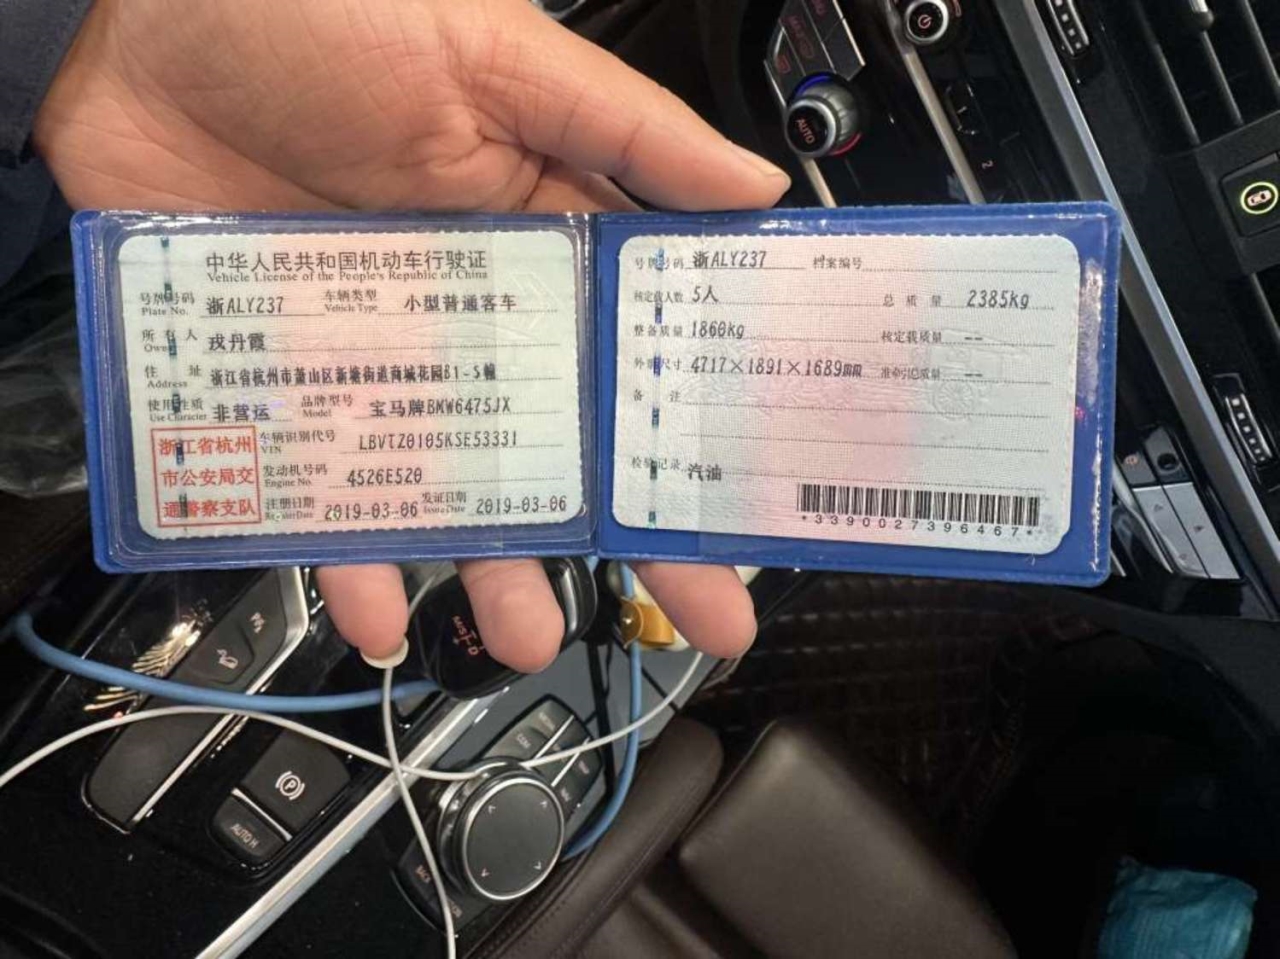 中华人民共和国机动车行驶证
Vehicle License of the People's Republic of China
号牌号码 浙ALY237 车辆类型 小型普通客车
Plate No. Vehicle Type
所有人 戎丹霞
Owner
住址 浙江省杭州市萧山区新塘街道商城花园81-5幢
Address
使用性质 非营运 品牌型号 宝马牌BMW6475JX
Use Character Model
浙江省杭州
市公安局交
通警察支队
车辆识别代号 LBVTZ0105KSE53331
VIN
发动机号码 4526E520
Engine No.
注册日期 2019-03-06 发证日期 2019-03-06
Register Date Issue Date
号牌号码 浙ALY237 档案编号
核定载人数 5人 总质量 2385kg
整备质量 1860kg 核定载质量 --
外廓尺寸 4717×1891×1689mm 准牵引总质量 --
备注
检验记录 汽油
*3390027396467*
AUTO
1
2
P
AUTO H
COM
BACK